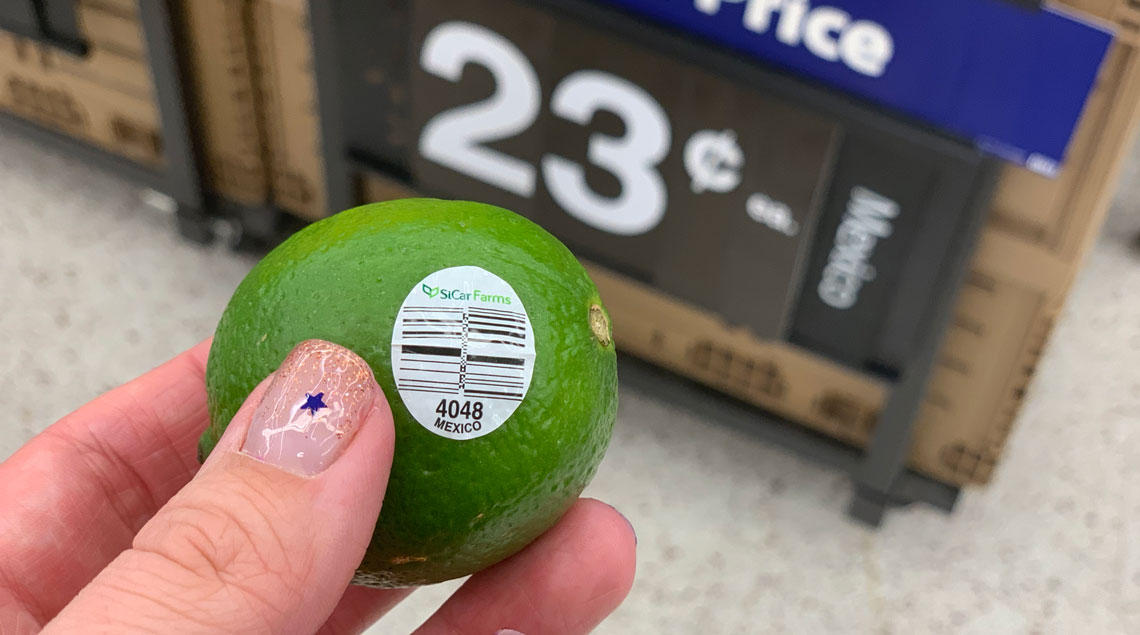 Price
23¢ ea.
Mexico
SiCar Farms
4048
MEXICO